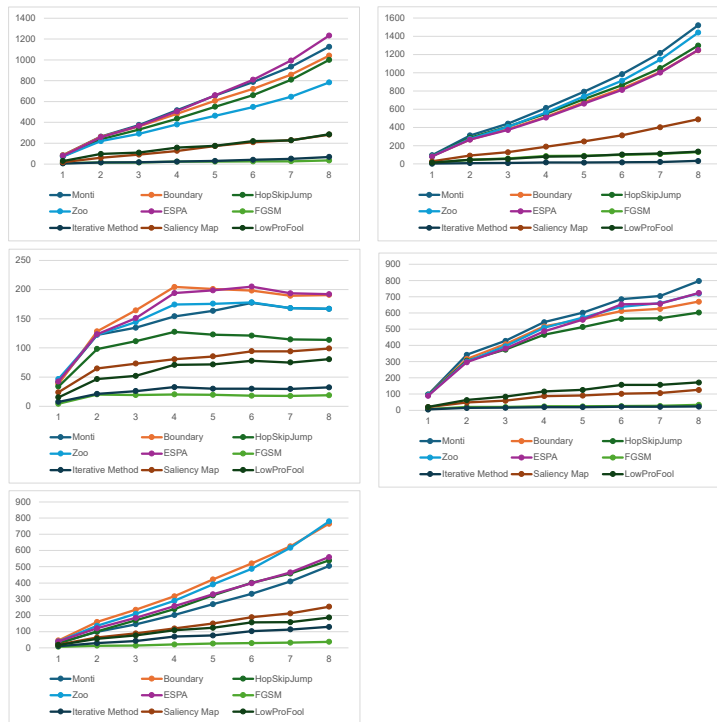 1400
1200
1000
800
600
400
200
0
1 2 3 4 5 6 7 8
Monti Boundary HopSkipJump
Zoo ESPA FGSM
Iterative Method Saliency Map LowProFool
1600
1400
1200
1000
800
600
400
200
0
1 2 3 4 5 6 7 8
Monti Boundary HopSkipJump
Zoo ESPA FGSM
Iterative Method Saliency Map LowProFool
250
200
150
100
50
0
1 2 3 4 5 6 7 8
Monti Boundary HopSkipJump
Zoo ESPA FGSM
Iterative Method Saliency Map LowProFool
900
800
700
600
500
400
300
200
100
0
1 2 3 4 5 6 7 8
Monti Boundary HopSkipJump
Zoo ESPA FGSM
Iterative Method Saliency Map LowProFool
900
800
700
600
500
400
300
200
100
0
1 2 3 4 5 6 7 8
Monti Boundary HopSkipJump
Zoo ESPA FGSM
Iterative Method Saliency Map LowProFool